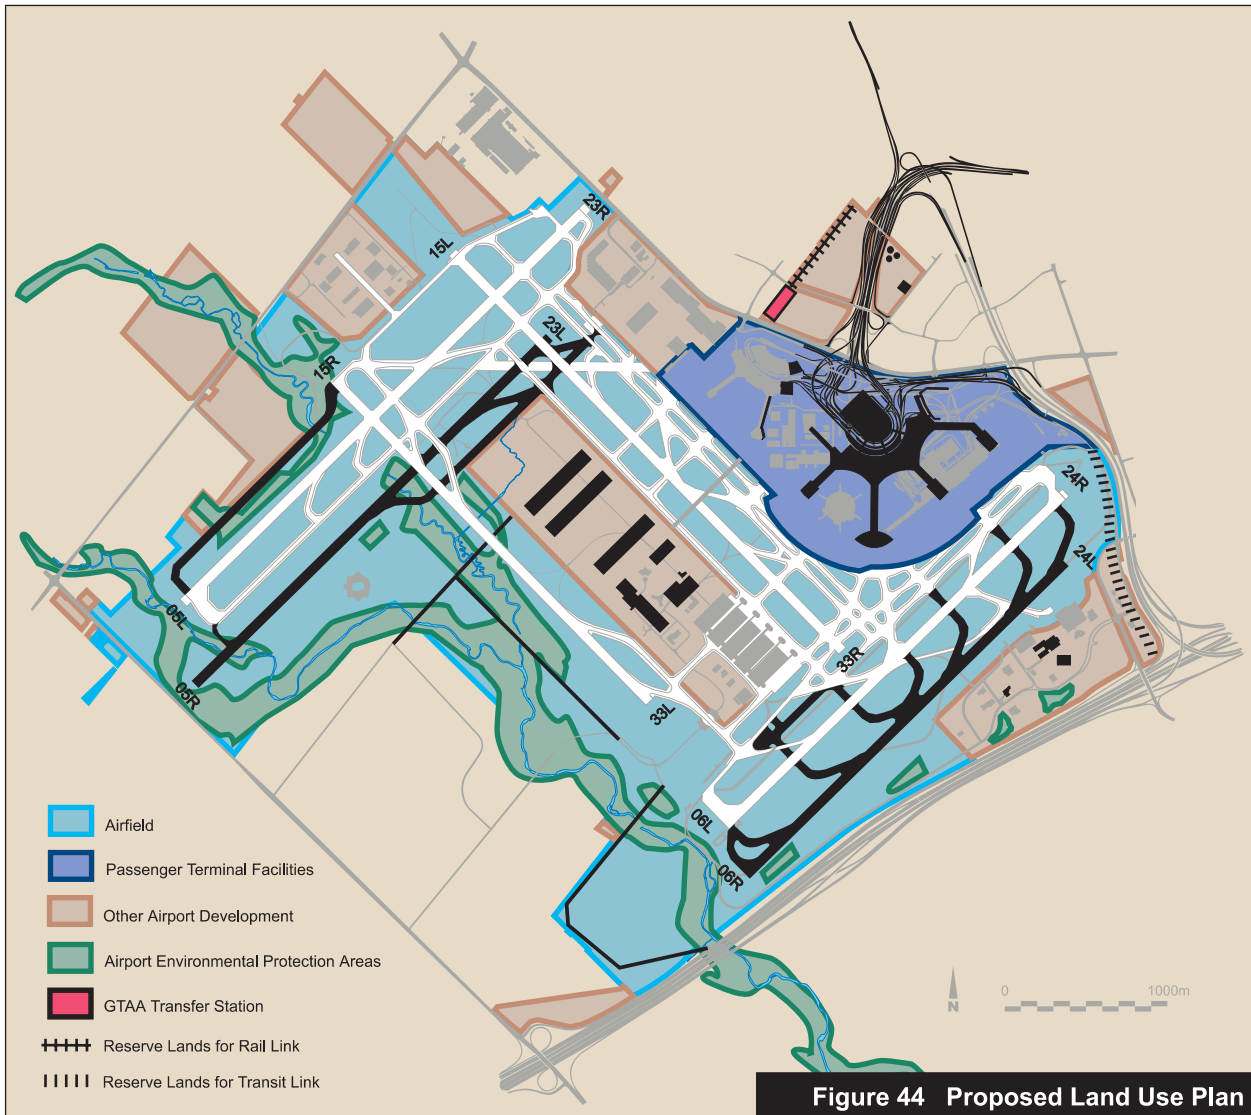 23R
15L
23L
15R
24R
24L
05L
05R
33R
33L
06L
06R
Airfield
Passenger Terminal Facilities
Other Airport Development
Airport Environmental Protection Areas
GTAA Transfer Station
Reserve Lands for Rail Link
Reserve Lands for Transit Link
N
0 1000m
Figure 44 Proposed Land Use Plan